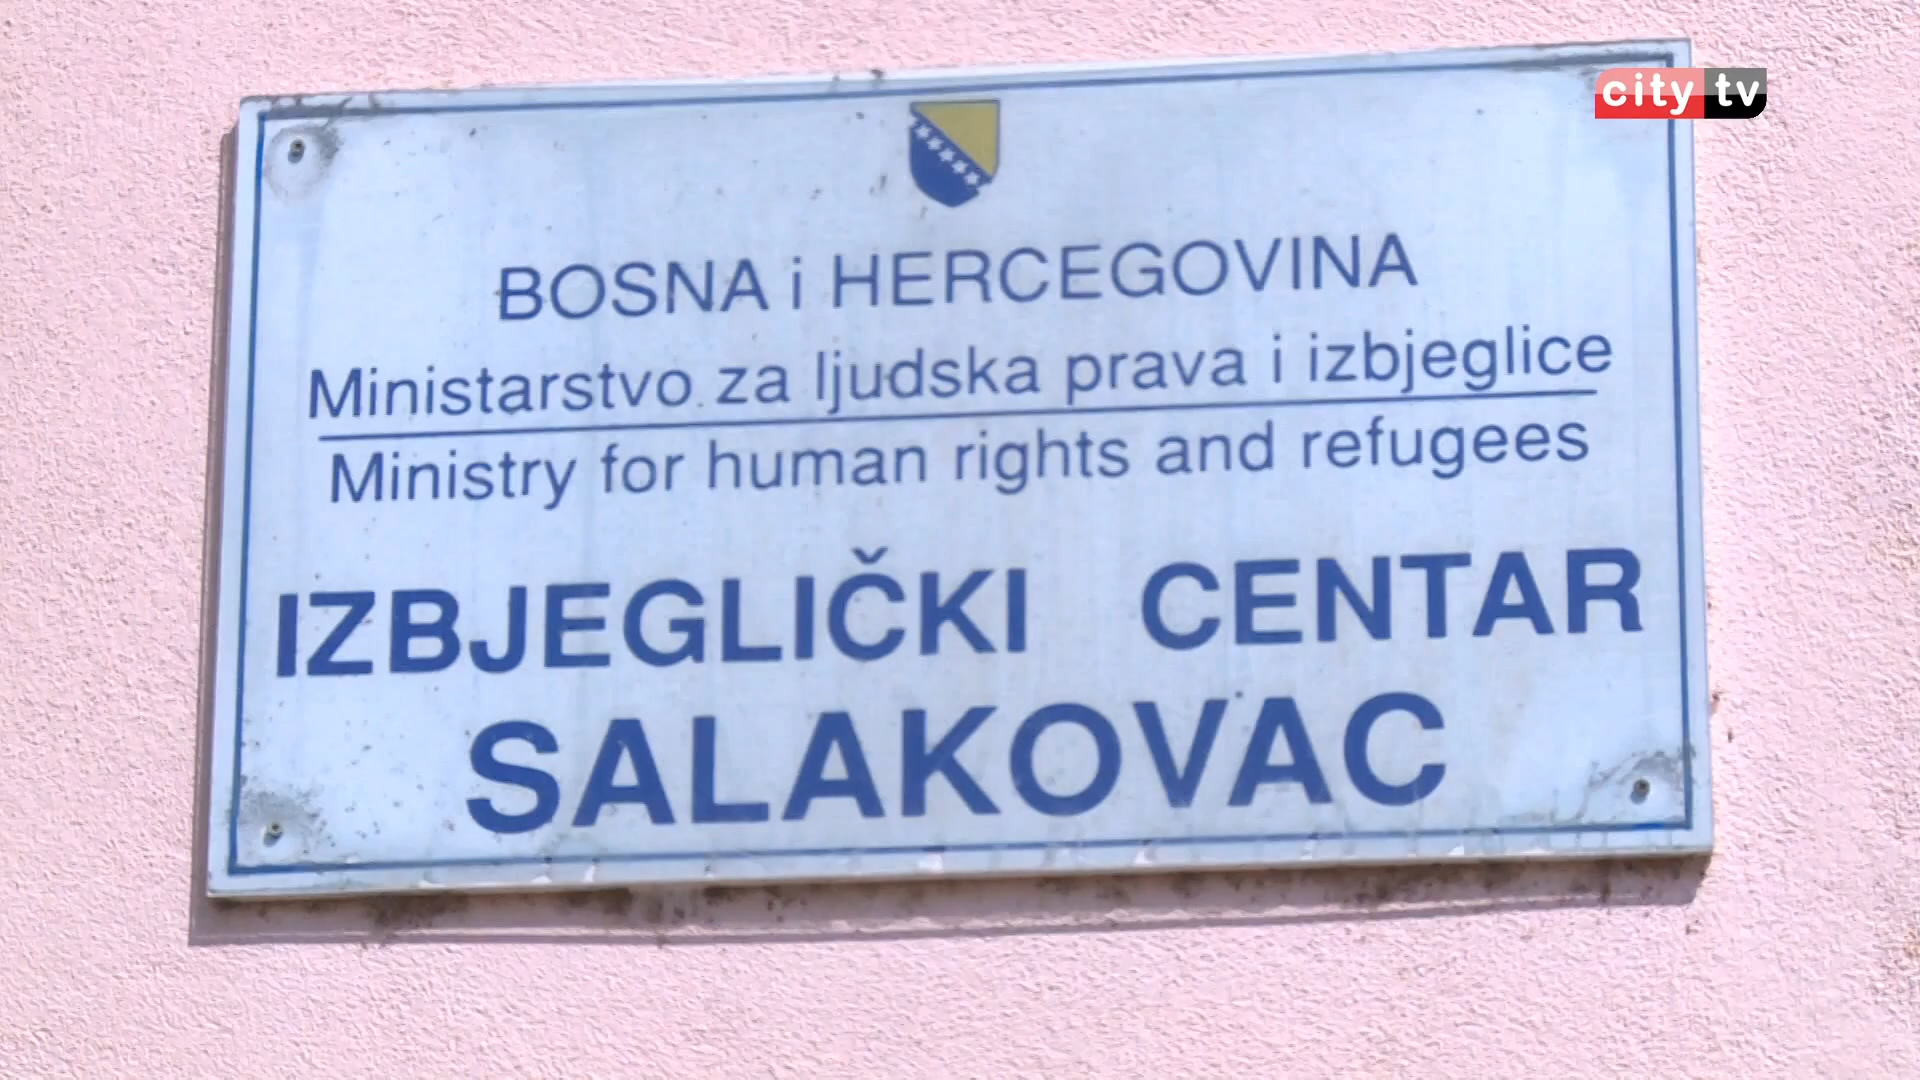 city tv
BOSNA i HERCEGOVINA
Ministarstvo za ljudska prava i izbjeglice
Ministry for human rights and refugees
IZBJEGLIČKI CENTAR
SALAKOVAC